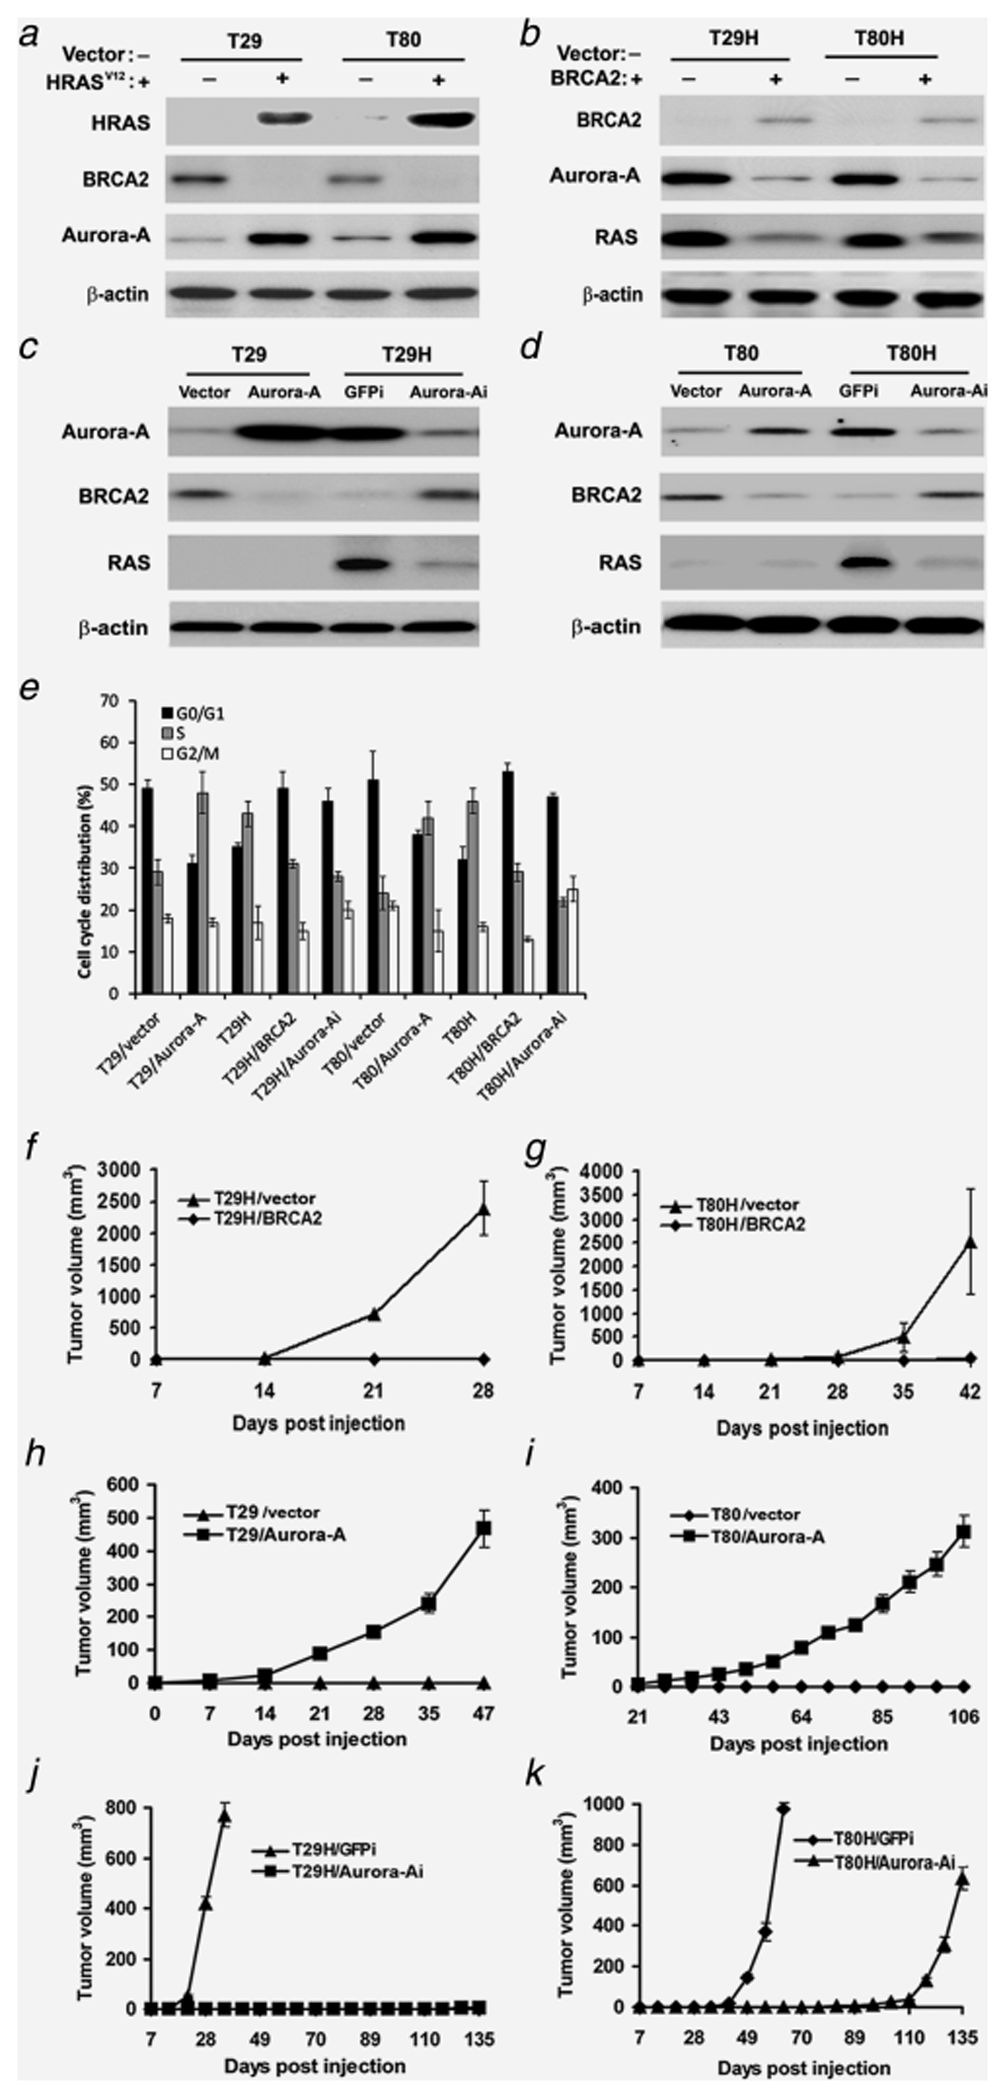 a
T29 T80
Vector:–
HRASV12:+ – + – +
HRAS
BRCA2
Aurora-A
β-actin
b
T29H T80H
Vector:–
BRCA2:+ – + – +
BRCA2
Aurora-A
RAS
β-actin
c
T29 T29H
Vector Aurora-A GFPi Aurora-Ai
Aurora-A
BRCA2
RAS
β-actin
d
T80 T80H
Vector Aurora-A GFPi Aurora-Ai
Aurora-A
BRCA2
RAS
β-actin
e
Cell cycle distribution (%)
70
60
50
40
30
20
10
0
G0/G1
S
G2/M
T29/vector
T29/Aurora-A
T29H
T29H/BRCA2
T29H/Aurora-Ai
T80/vector
T80/Aurora-A
T80H
T80H/BRCA2
T80H/Aurora-Ai
f
Tumor volume (mm3)
3000
2500
2000
1500
1000
500
0
T29H/vector
T29H/BRCA2
7 14 21 28
Days post injection
g
Tumor volume (mm3)
4000
3500
3000
2500
2000
1500
1000
500
0
T80H/vector
T80H/BRCA2
7 14 21 28 35 42
Days post injection
h
Tumor volume (mm3)
600
500
400
300
200
100
0
T29 /vector
T29/Aurora-A
0 7 14 21 28 35 47
Days post injection
i
Tumor volume (mm3)
400
300
200
100
0
T80/vector
T80/Aurora-A
21 43 64 85 106
Days post injection
j
Tumor volume (mm3)
800
600
400
200
0
T29H/GFPi
T29H/Aurora-Ai
7 28 49 70 89 110 135
Days post injection
k
Tumor volume (mm3)
1000
800
600
400
200
0
T80H/GFPi
T80H/Aurora-Ai
7 28 49 70 89 110 135
Days post injection